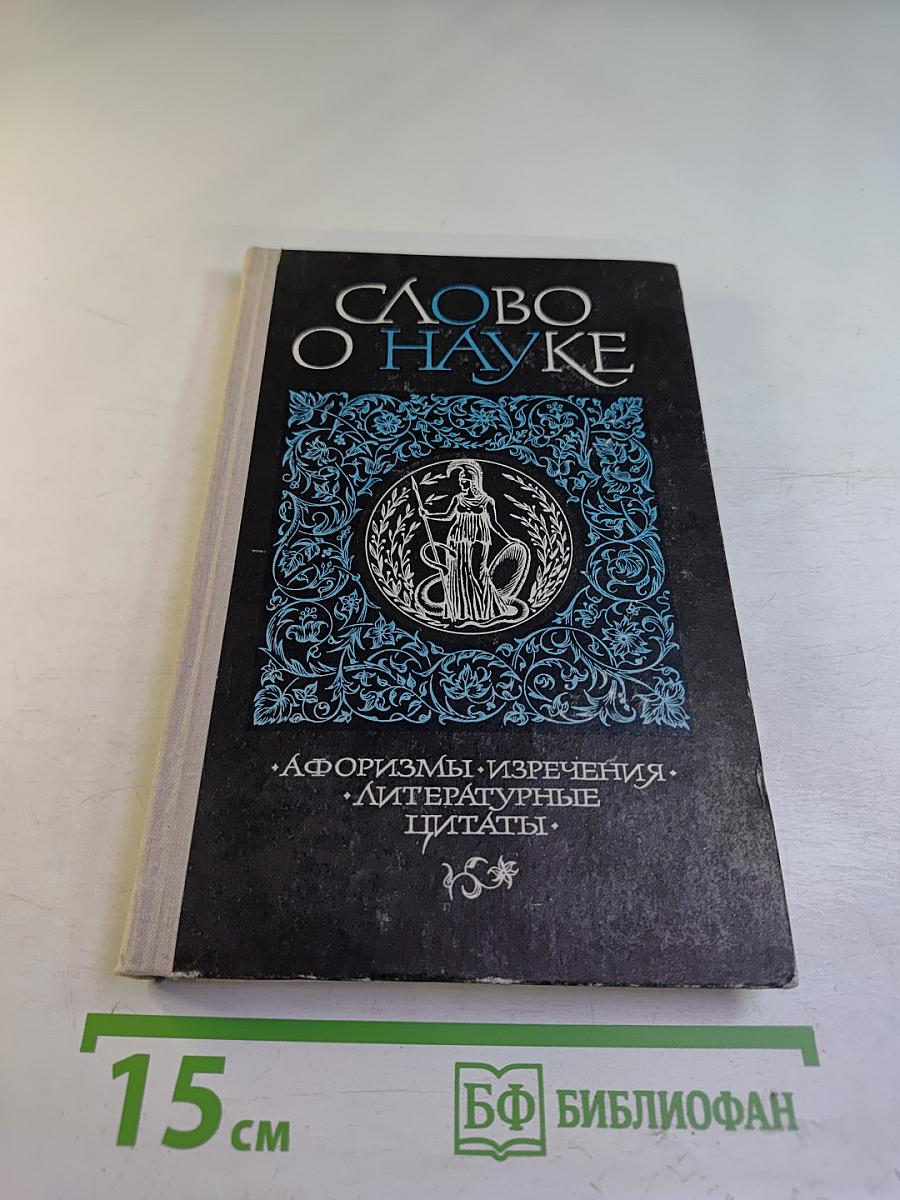 СЛОВО
О НАУКЕ
·АФОРИЗМЫ·ИЗРЕЧЕНИЯ·
·ЛИТЕРАТУРНЫЕ
ЦИТАТЫ·
15 см
БФ БИБЛИОФАН